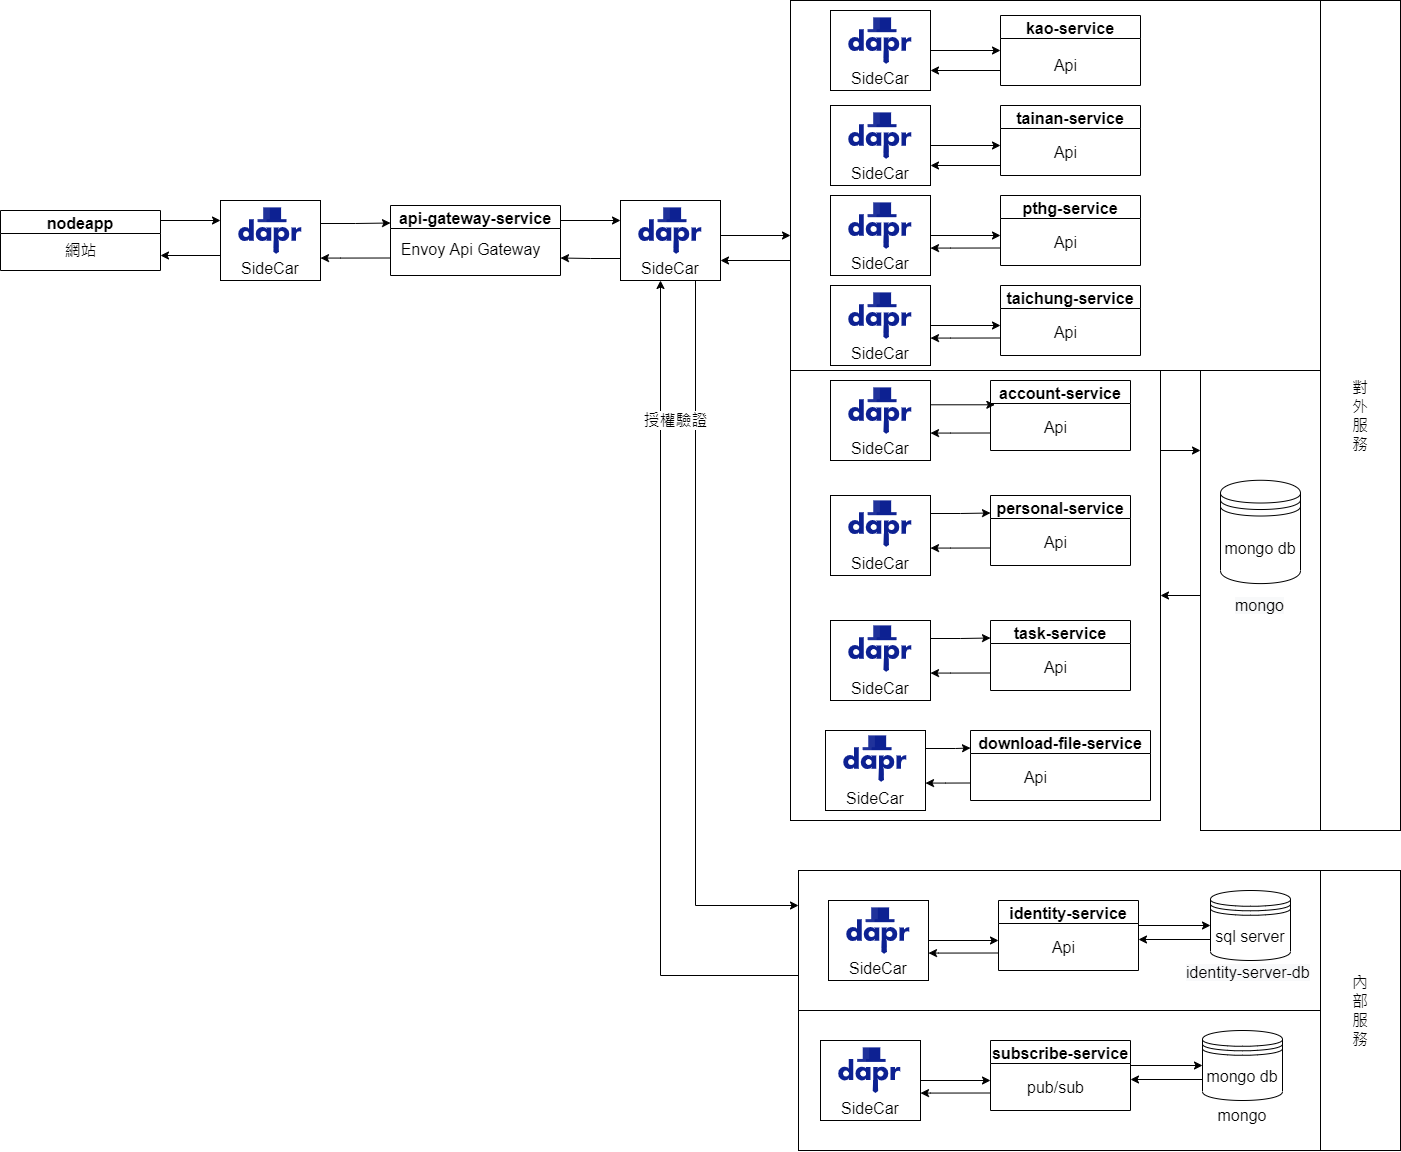 nodeapp
網站
dapr
SideCar
api-gateway-service
Envoy Api Gateway
dapr
SideCar
授權驗證
dapr
SideCar
kao-service
Api
dapr
SideCar
tainan-service
Api
dapr
SideCar
pthg-service
Api
dapr
SideCar
taichung-service
Api
dapr
SideCar
account-service
Api
dapr
SideCar
personal-service
Api
dapr
SideCar
task-service
Api
dapr
SideCar
download-file-service
Api
mongo db
mongo
對外服務
dapr
SideCar
identity-service
Api
sql server
identity-server-db
dapr
SideCar
subscribe-service
pub/sub
mongo db
mongo
內部服務